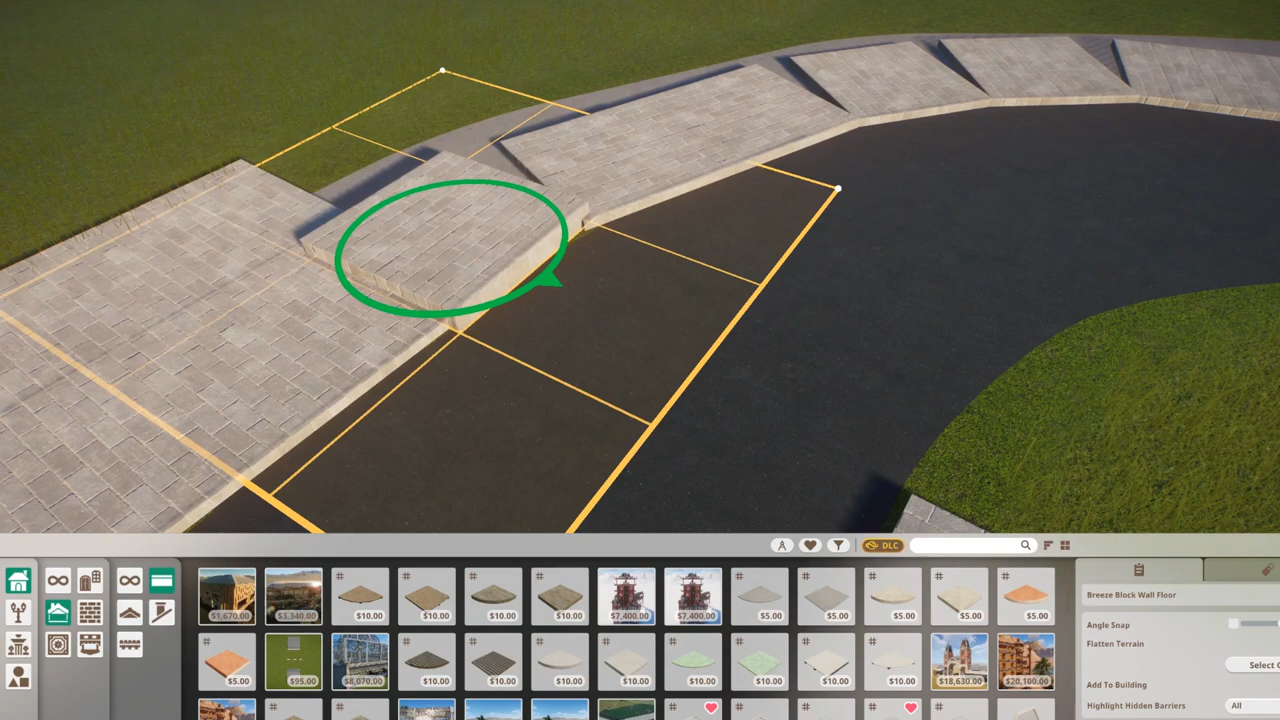 DLC
$1,670.00 $3,340.00 $10.00 $10.00 $10.00 $10.00 $7,400.00 $7,400.00 $5.00 $5.00 $5.00 $5.00 $5.00
$5.00 $95.00 $8,070.00 $10.00 $10.00 $10.00 $10.00 $10.00 $10.00 $10.00 $10.00 $18,630.00 $20,100.00
Breeze Block Wall Floor
Angle Snap
Flatten Terrain
Select
Add To Building
Highlight Hidden Barriers All